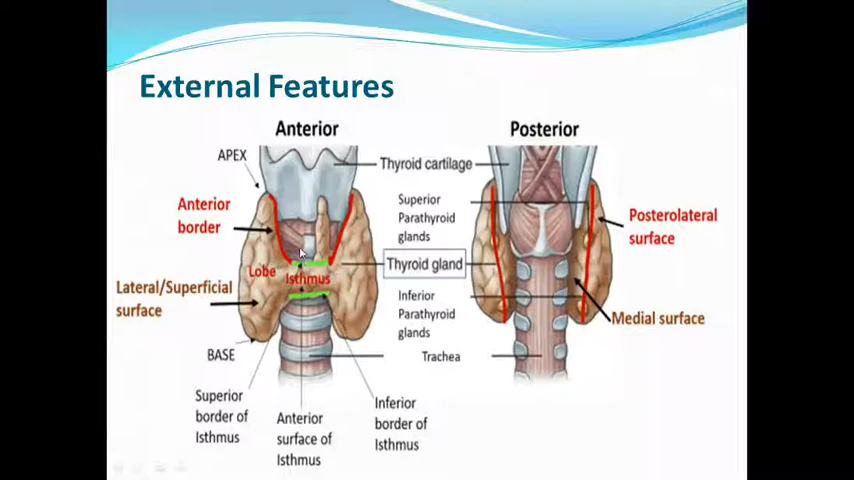 External Features
Anterior
Posterior
APEX
Thyroid cartilage
Anterior
border
Superior
Parathyroid
glands
Posterolateral
surface
Lobe
Isthmus
Thyroid gland
Lateral/Superficial
surface
Inferior
Parathyroid
glands
Medial surface
BASE
Trachea
Superior
border of
Isthmus
Anterior
surface of
Isthmus
Inferior
border of
Isthmus